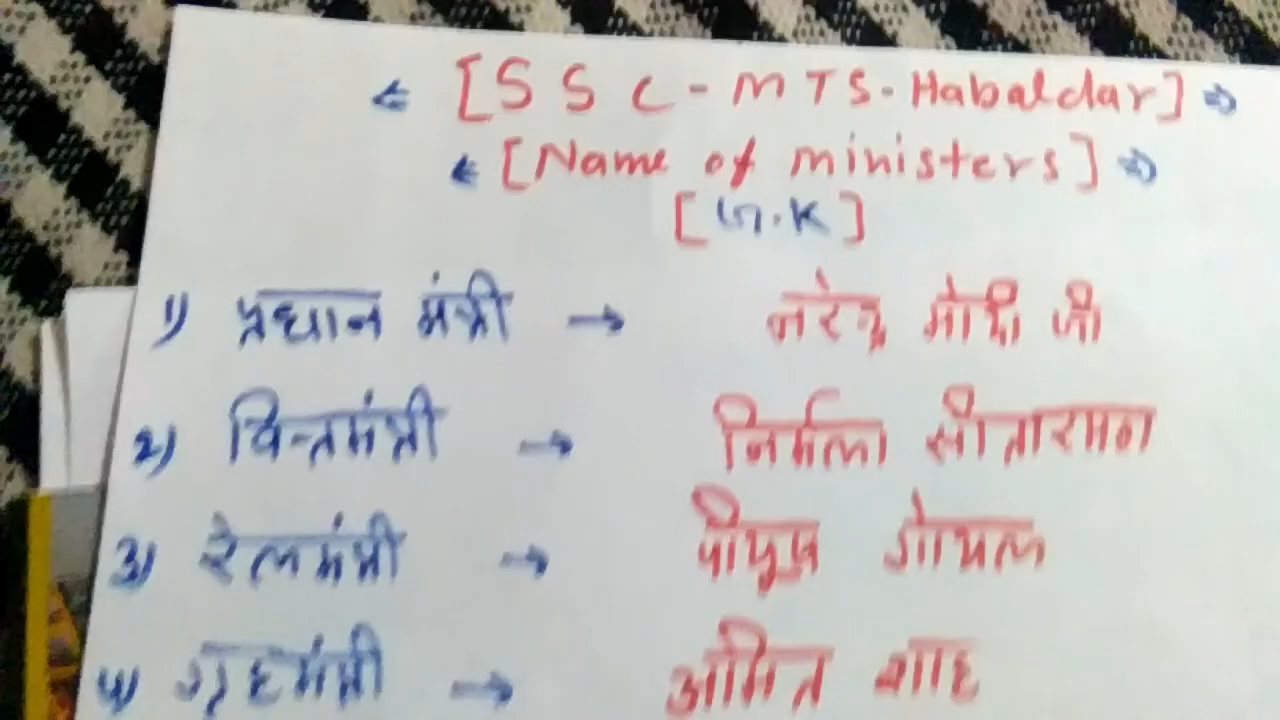 ← [SSC-MTS-Habaldar] ⇒
← [Name of ministers] ⇒
[G.K]
1) प्रधान मंत्री → नरेन्द्र मोदी जी
2) वित्तमंत्री → निर्मला सीतारमण
3) रेलमंत्री → पीयूष गोयल
4) गृहमंत्री → अमित शाह